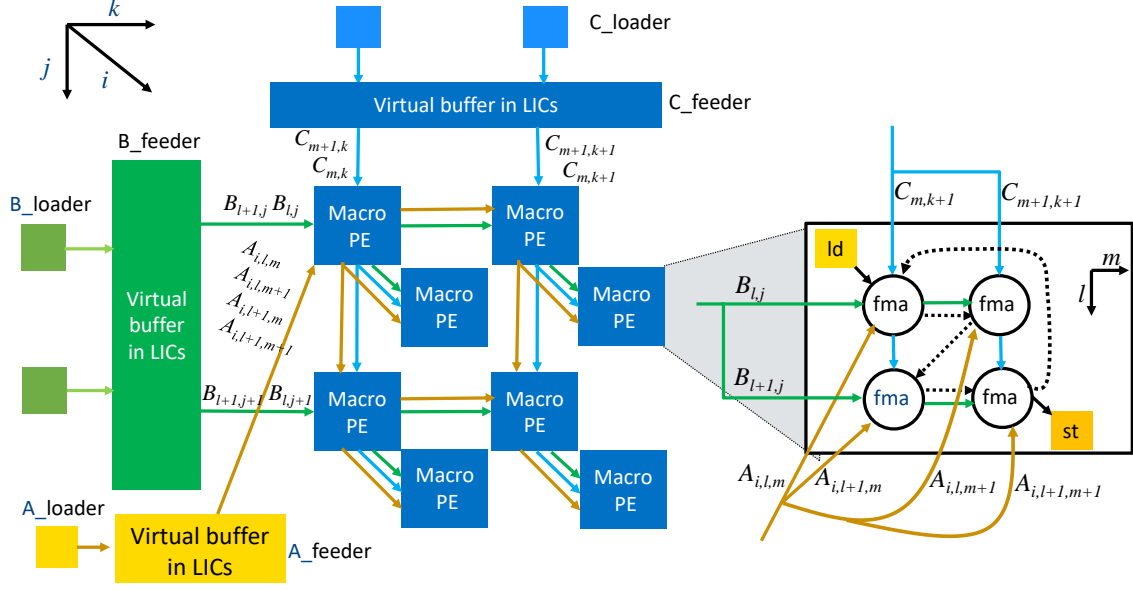 k
j
i
C_loader
Virtual buffer in LICs
C_feeder
C_{m+1,k}
C_{m,k}
C_{m+1,k+1}
C_{m,k+1}
B_feeder
B_loader
Virtual
buffer
in LICs
B_{l+1,j} B_{l,j}
Macro
PE
Macro
PE
A_{i,l,m}
A_{i,l,m+1}
A_{i,l+1,m}
A_{i,l+1,m+1}
Macro
PE
Macro
PE
B_{l+1,j+1} B_{l,j+1}
Macro
PE
Macro
PE
Macro
PE
Macro
PE
A_loader
Virtual buffer
in LICs
A_feeder
C_{m,k+1}
C_{m+1,k+1}
ld
m
l
B_{l,j}
fma
fma
B_{l+1,j}
fma
fma
st
A_{i,l,m}
A_{i,l+1,m}
A_{i,l,m+1}
A_{i,l+1,m+1}